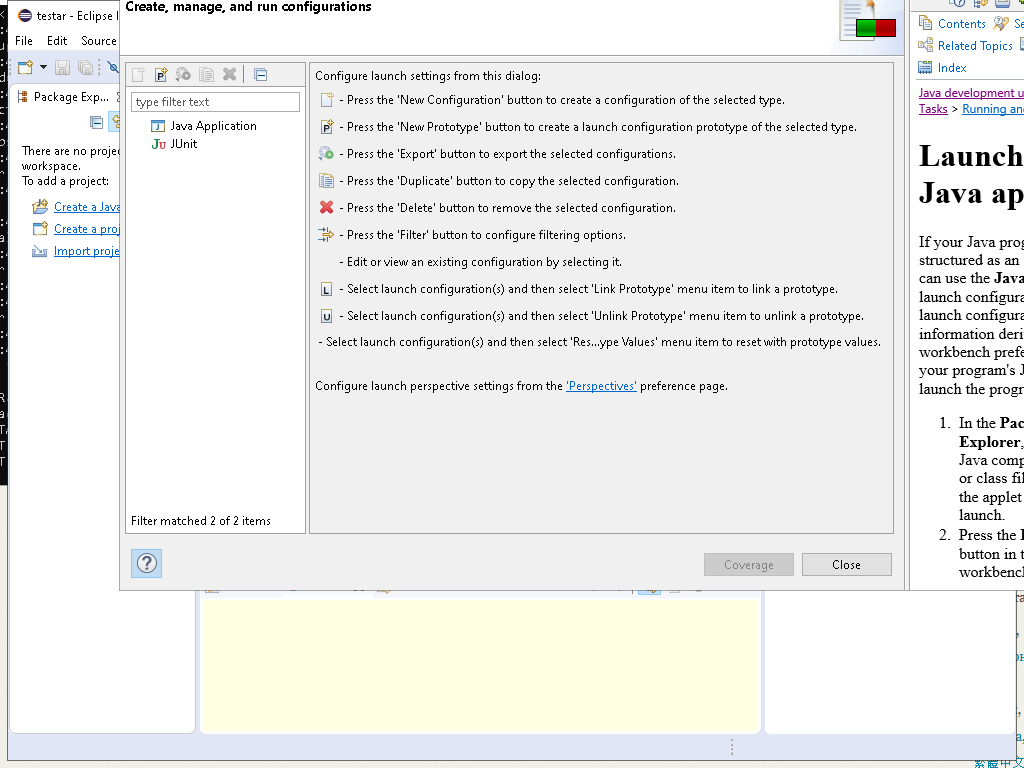 testar - Eclipse I
File Edit Source
Package Exp...
There are no proje
workspace.
To add a project:
Create a Java
Create a proj
Import proje
Create, manage, and run configurations
type filter text
Java Application
JUnit
Filter matched 2 of 2 items
Configure launch settings from this dialog:
- Press the 'New Configuration' button to create a configuration of the selected type.
- Press the 'New Prototype' button to create a launch configuration prototype of the selected type.
- Press the 'Export' button to export the selected configurations.
- Press the 'Duplicate' button to copy the selected configuration.
- Press the 'Delete' button to remove the selected configuration.
- Press the 'Filter' button to configure filtering options.
- Edit or view an existing configuration by selecting it.
- Select launch configuration(s) and then select 'Link Prototype' menu item to link a prototype.
- Select launch configuration(s) and then select 'Unlink Prototype' menu item to unlink a prototype.
- Select launch configuration(s) and then select 'Res...ype Values' menu item to reset with prototype values.
Configure launch perspective settings from the 'Perspectives' preference page.
Coverage Close
Contents Se
Related Topics
Index
Java development u
Tasks > Running and
Launch
Java ap
If your Java prog
structured as an
can use the Java
launch configura
launch configura
information deri
workbench prefe
your program's J
launch the progr
1. In the Pac
Explorer,
Java comp
or class fil
the applet
launch.
2. Press the
button in t
workbench
繁體中文